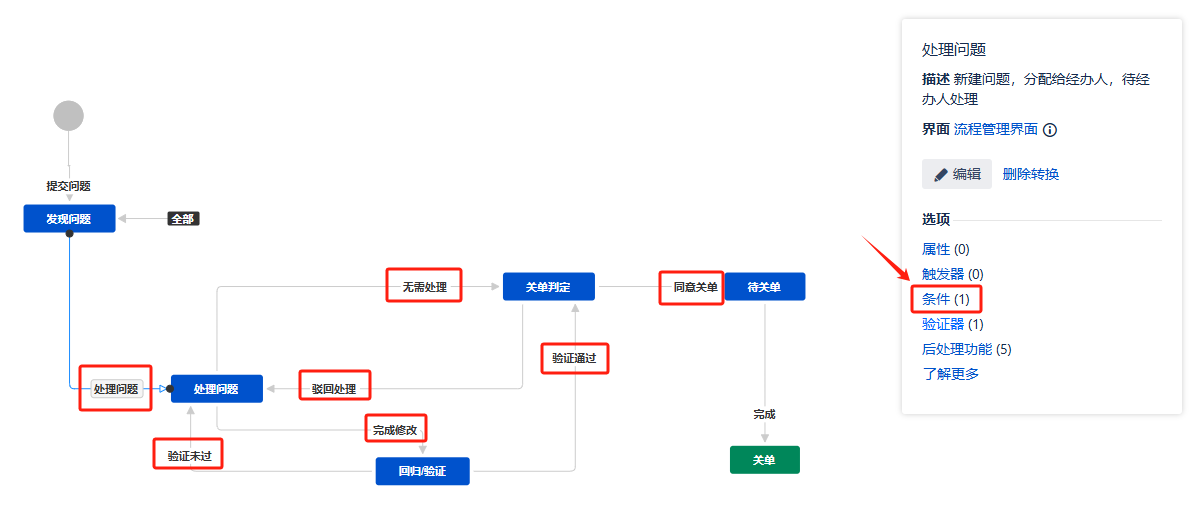 提交问题
发现问题
全部
无需处理
关单判定
同意关单
待关单
验证通过
处理问题
处理问题
驳回处理
完成
完成修改
验证未过
回归/验证
关单
处理问题
描述 新建问题，分配给经办人，待经
办人处理
界面 流程管理界面
编辑 删除转换
选项
属性 (0)
触发器 (0)
条件 (1)
验证器 (1)
后处理功能 (5)
了解更多